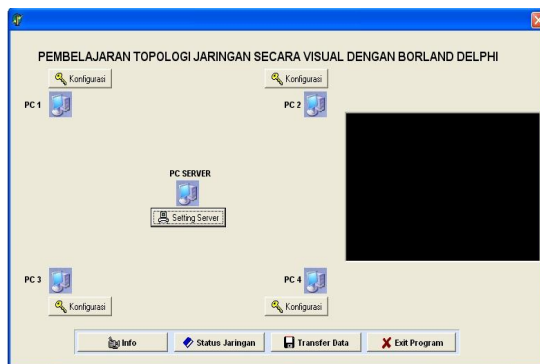 PEMBELAJARAN TOPOLOGI JARINGAN SECARA VISUAL DENGAN BORLAND DELPHI
Konfigurasi
Konfigurasi
PC 1
PC 2
PC SERVER
Setting Server
PC 3
PC 4
Konfigurasi
Konfigurasi
Info
Status Jaringan
Transfer Data
Exit Program